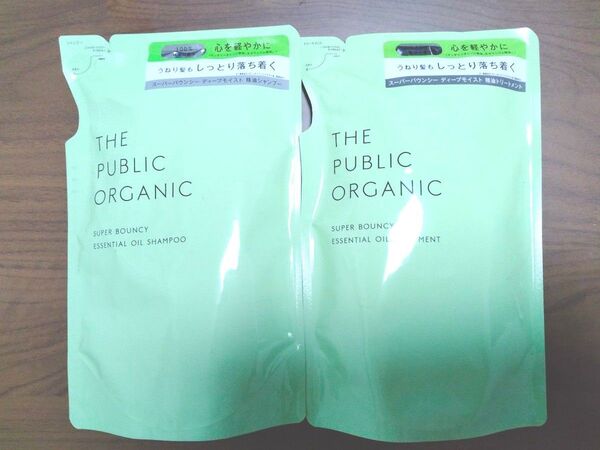 100%
心を軽やかに
うねり髪も しっとり落ち着く
スーパーバウンシー ディープモイスト 精油シャンプー
THE
PUBLIC
ORGANIC
SUPER BOUNCY
ESSENTIAL OIL SHAMPOO
心を軽やかに
うねり髪も しっとり落ち着く
スーパーバウンシー ディープモイスト 精油トリートメント
THE
PUBLIC
ORGANIC
SUPER BOUNCY
ESSENTIAL OIL
MENT